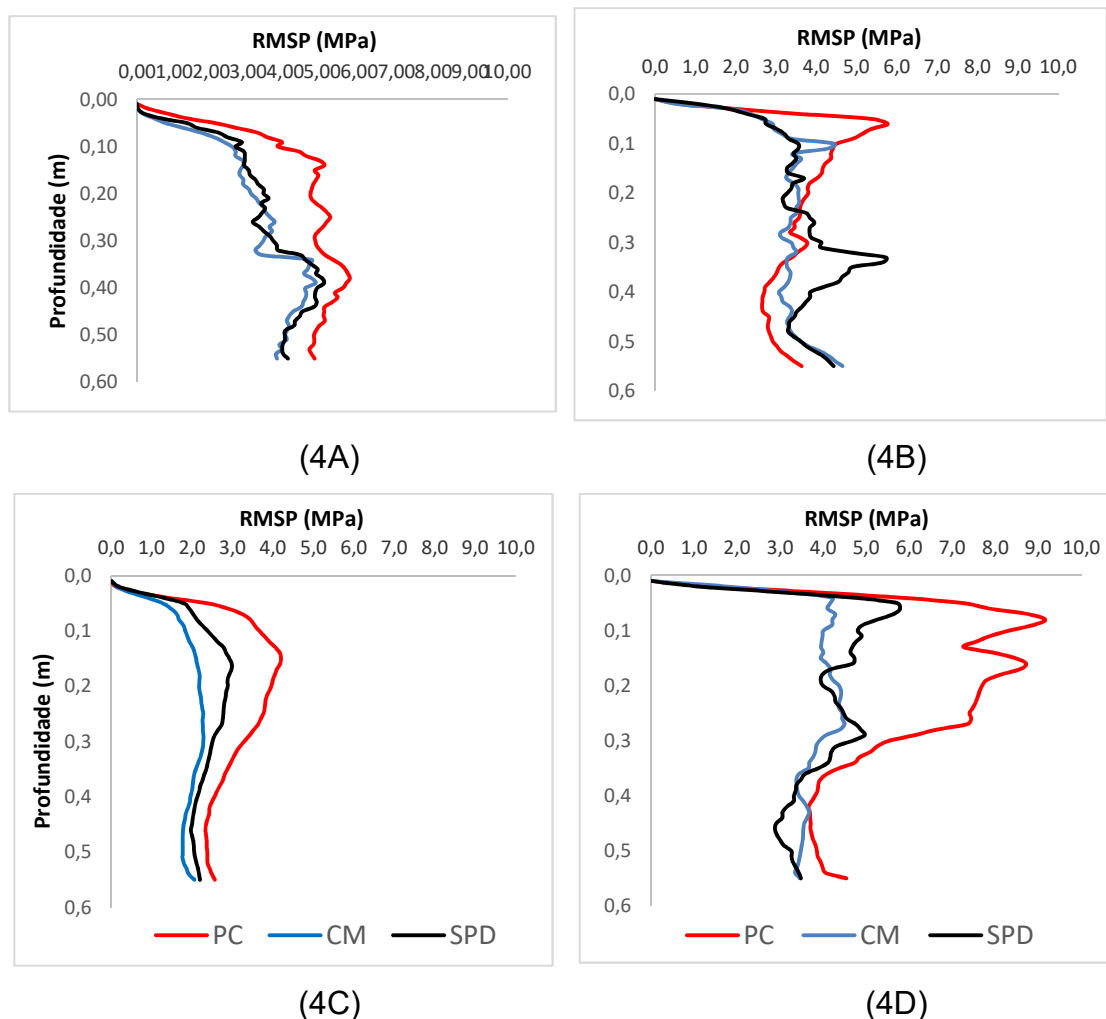 RMSP (MPa)
0,001,002,003,004,005,006,007,008,009,0010,00
Profundidade (m)
0,00
0,10
0,20
0,30
0,40
0,50
0,60
(4A)
RMSP (MPa)
0,0 1,0 2,0 3,0 4,0 5,0 6,0 7,0 8,0 9,0 10,0
0,0
0,1
0,2
0,3
0,4
0,5
0,6
(4B)
RMSP (MPa)
0,0 1,0 2,0 3,0 4,0 5,0 6,0 7,0 8,0 9,0 10,0
Profundidade (m)
0,0
0,1
0,2
0,3
0,4
0,5
0,6
PC CM SPD
(4C)
RMSP (MPa)
0,0 1,0 2,0 3,0 4,0 5,0 6,0 7,0 8,0 9,0 10,0
0,0
0,1
0,2
0,3
0,4
0,5
0,6
PC CM SPD
(4D)